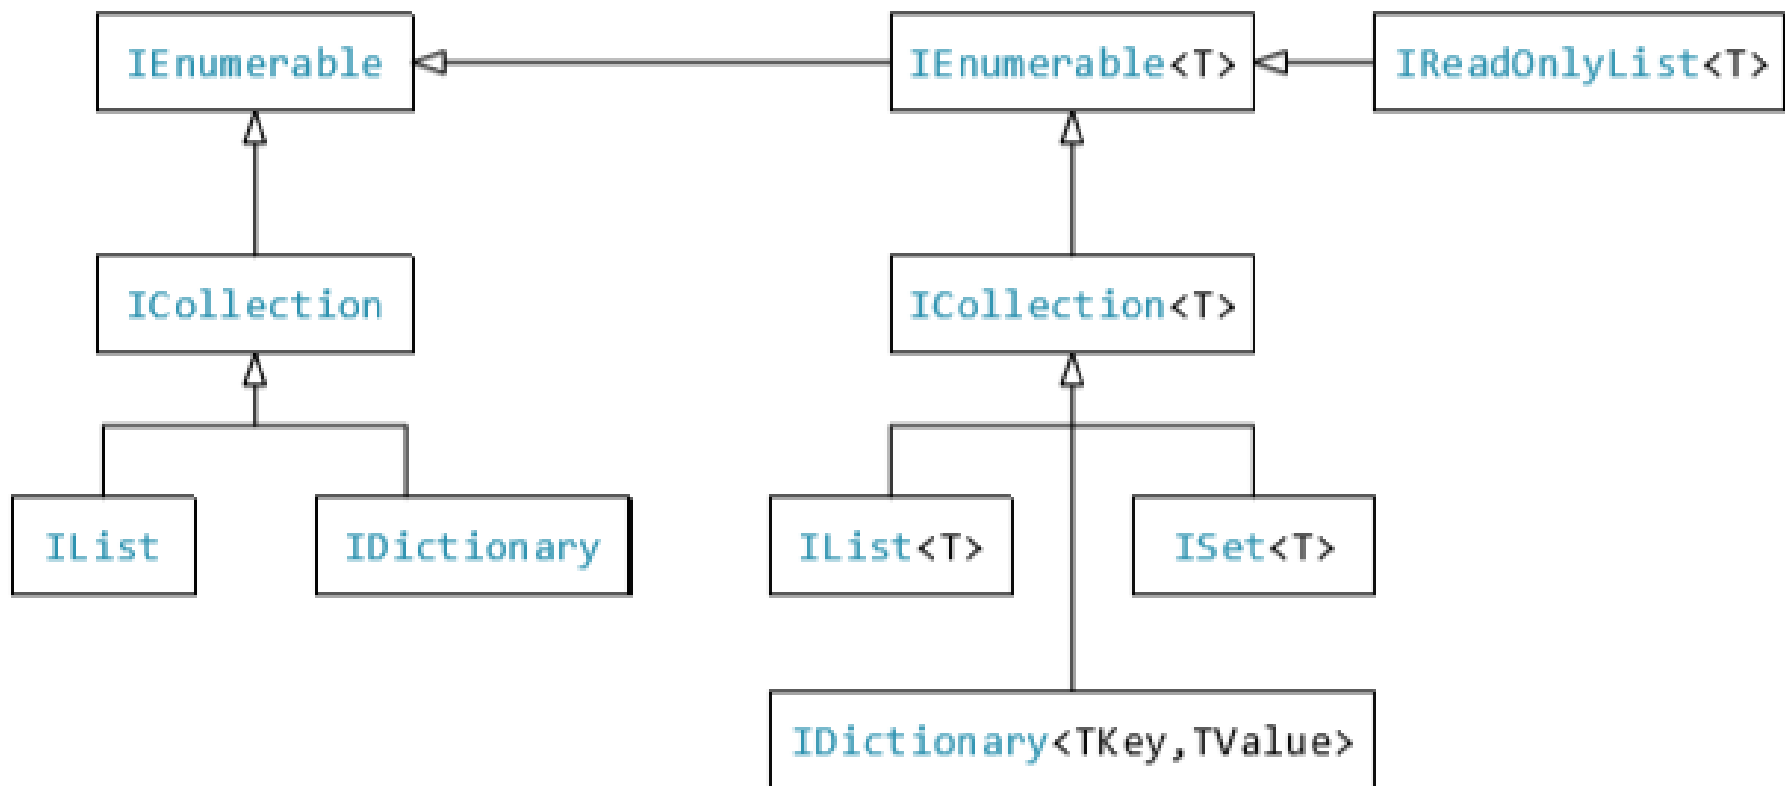 IEnumerable
IEnumerable<T>
IReadOnlyList<T>
ICollection
ICollection<T>
IList
IDictionary
IList<T>
ISet<T>
IDictionary<TKey,TValue>